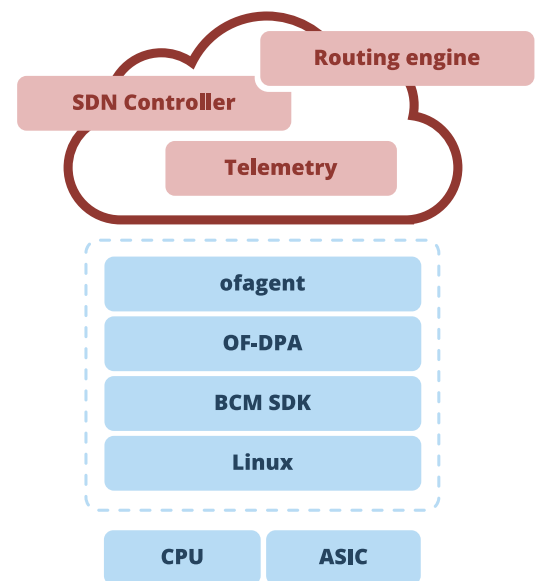 Routing engine
SDN Controller
Telemetry
ofagent
OF-DPA
BCM SDK
Linux
CPU
ASIC